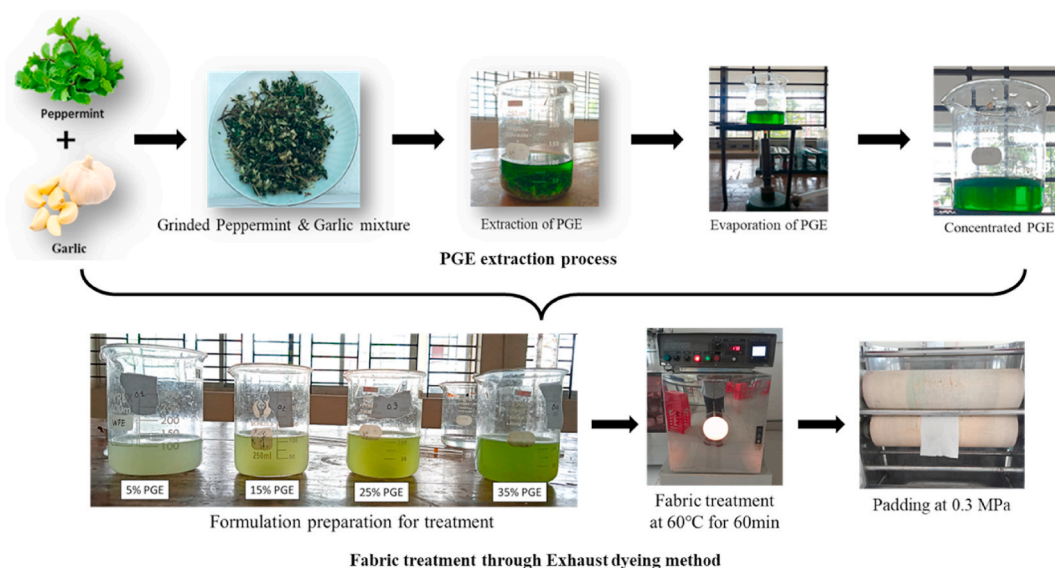 Peppermint
+
Garlic
Grinded Peppermint & Garlic mixture
Extraction of PGE
Evaporation of PGE
Concentrated PGE
PGE extraction process
5% PGE
15% PGE
25% PGE
35% PGE
Formulation preparation for treatment
Fabric treatment
at 60℃ for 60min
Padding at 0.3 MPa
Fabric treatment through Exhaust dyeing method